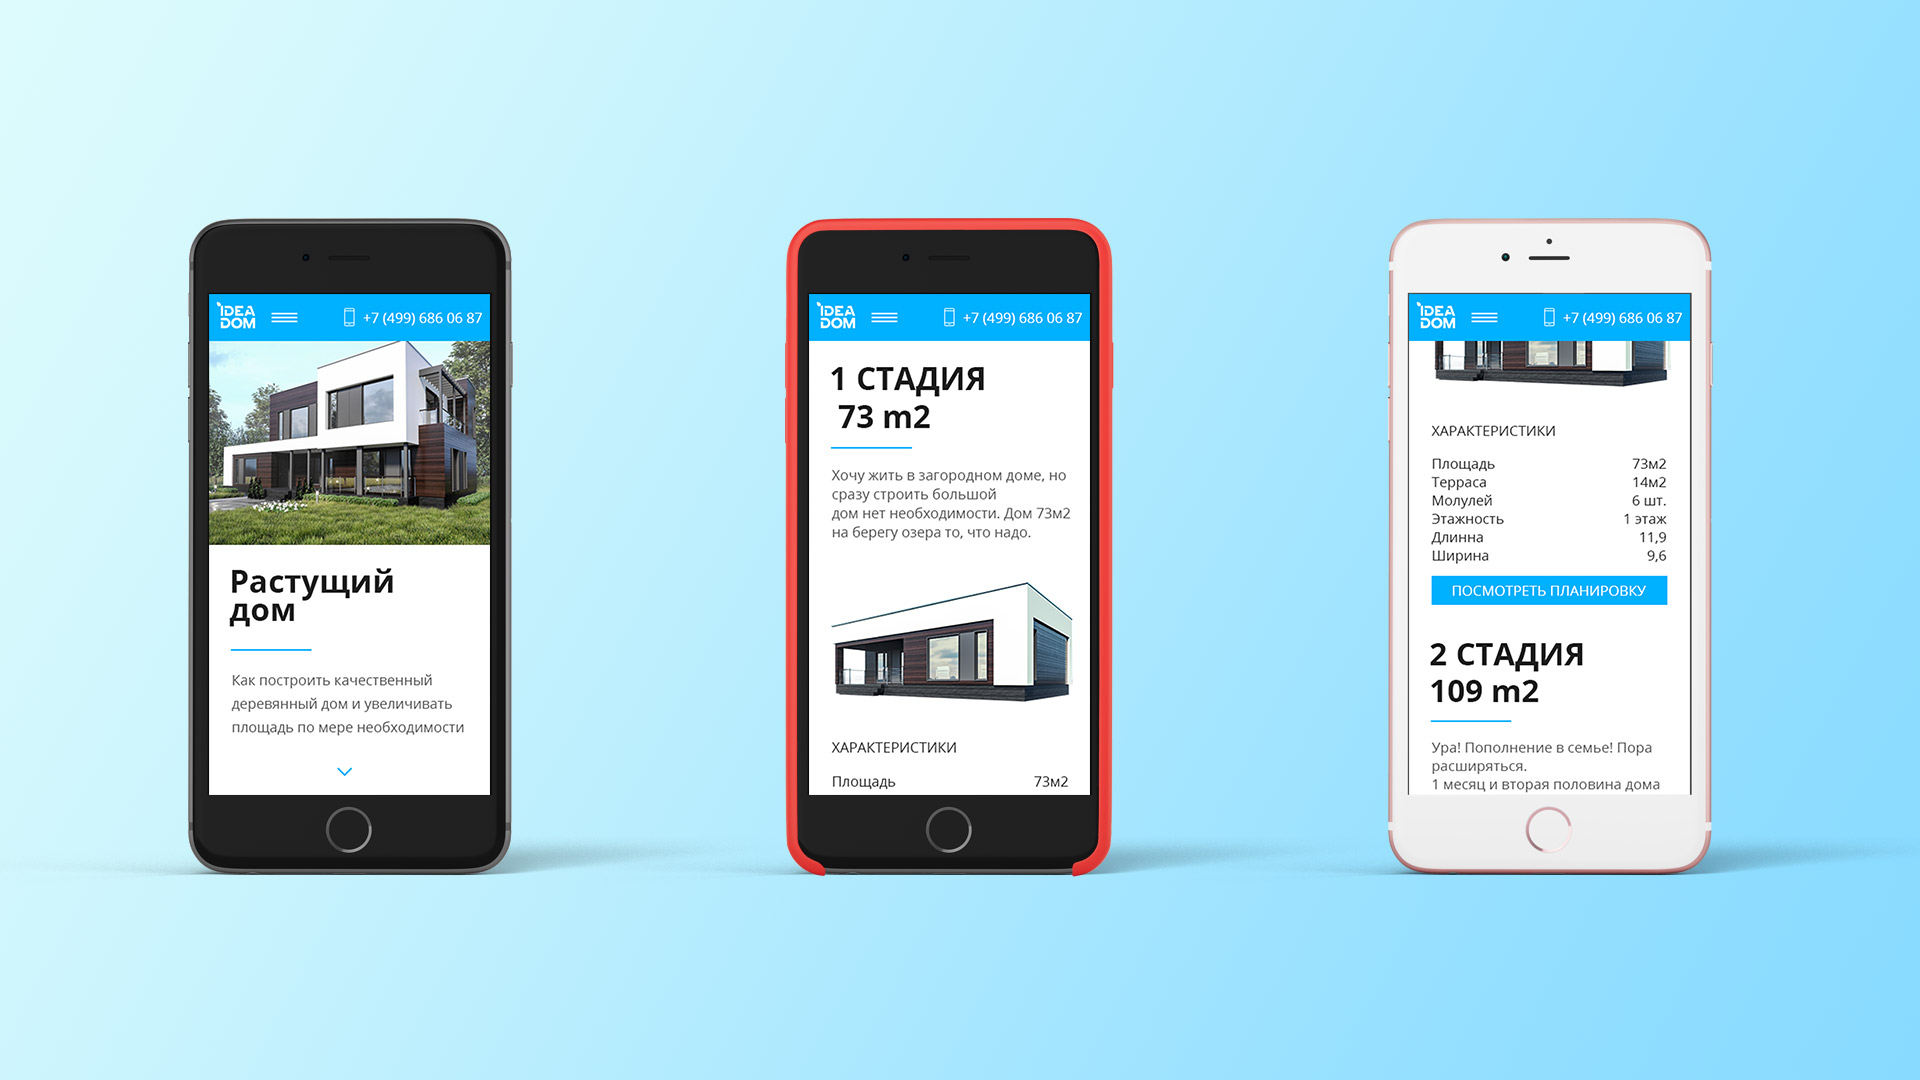 IDEA
DOM
+7 (499) 686 06 87
Растущий
дом
Как построить качественный
деревянный дом и увеличивать
площадь по мере необходимости
IDEA
DOM
+7 (499) 686 06 87
1 СТАДИЯ
73 m2
Хочу жить в загородном доме, но
сразу строить большой
дом нет необходимости. Дом 73м2
на берегу озера то, что надо.
ХАРАКТЕРИСТИКИ
Площадь 73м2
IDEA
DOM
+7 (499) 686 06 87
ХАРАКТЕРИСТИКИ
Площадь 73м2
Терраса 14м2
Молулей 6 шт.
Этажность 1 этаж
Длинна 11,9
Ширина 9,6
ПОСМОТРЕТЬ ПЛАНИРОВКУ
2 СТАДИЯ
109 m2
Ура! Пополнение в семье! Пора
расширяться.
1 месяц и вторая половина дома